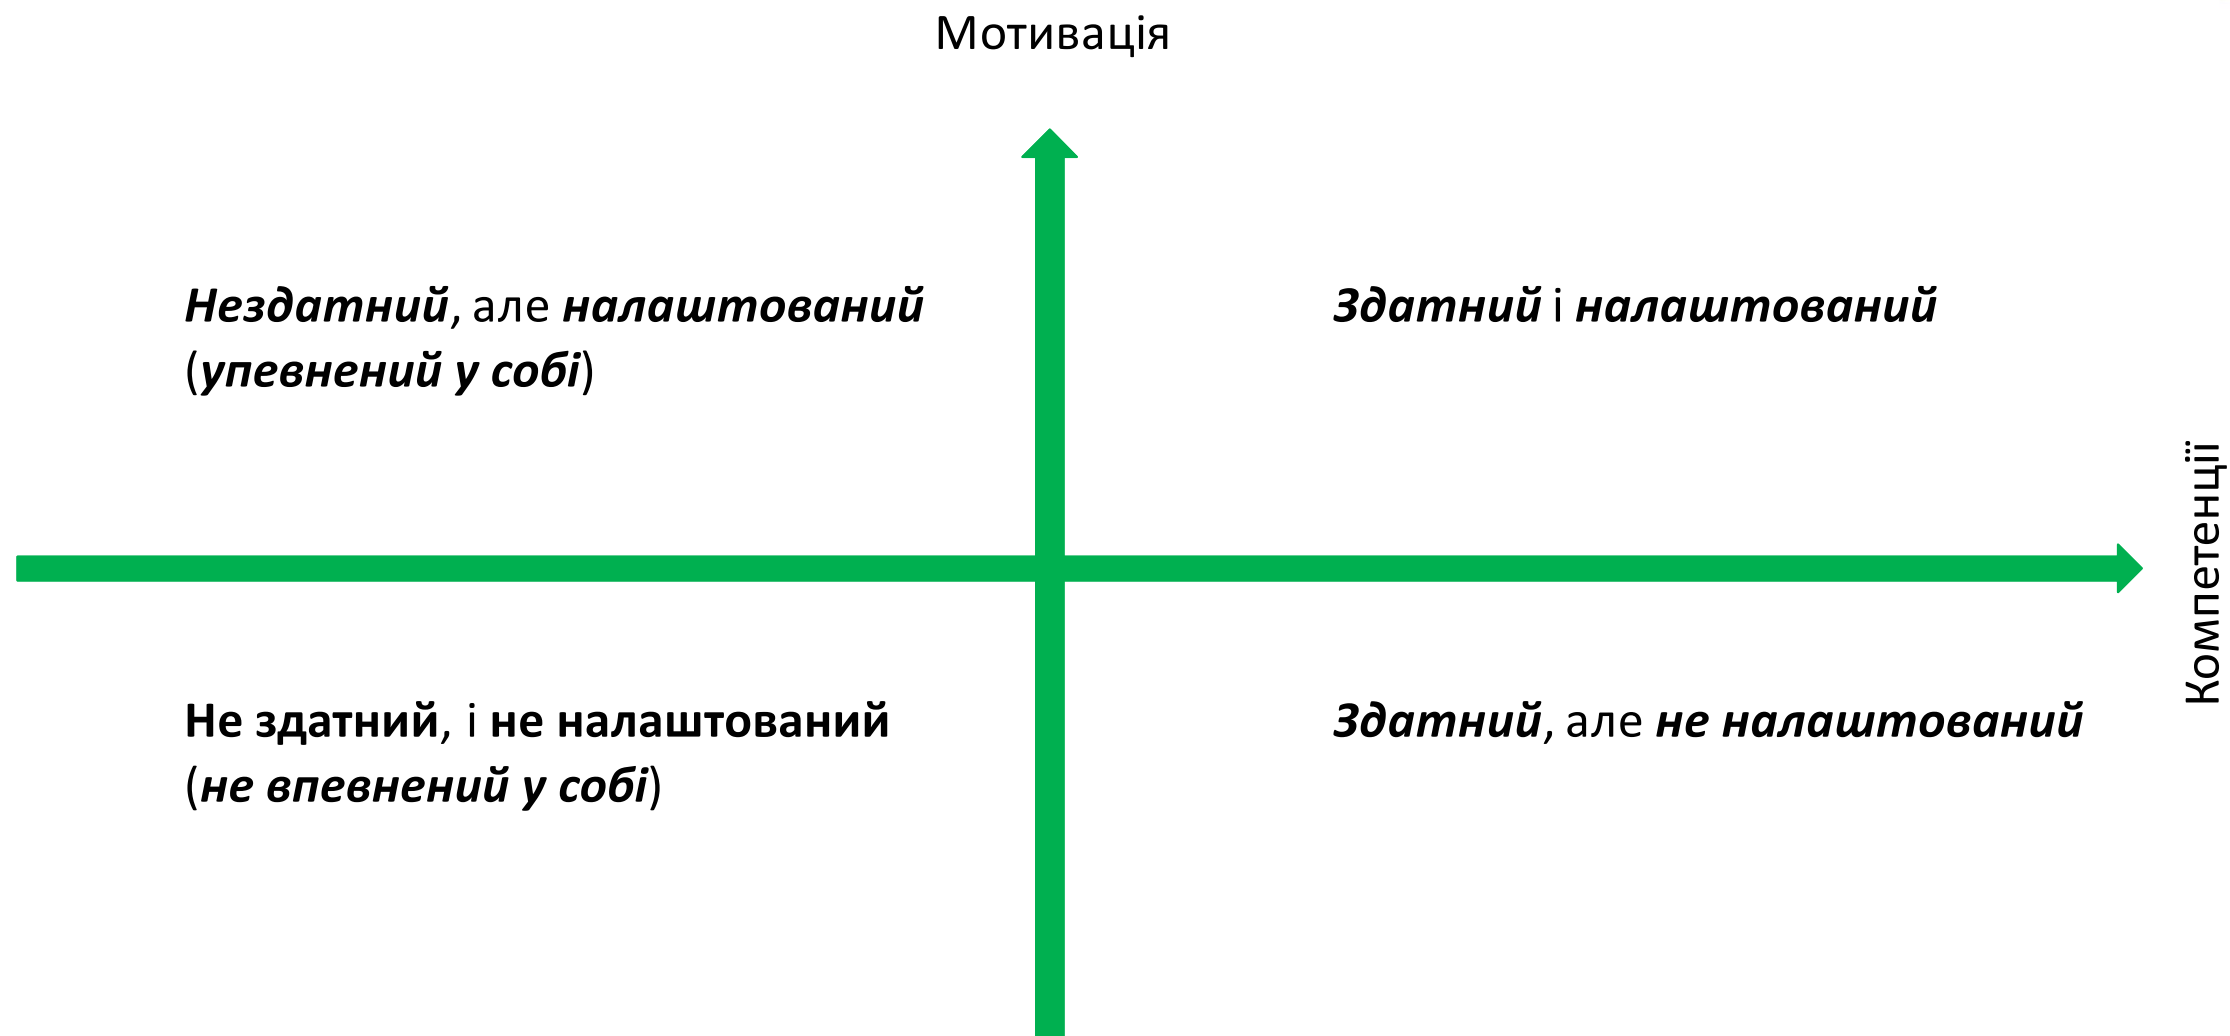 Мотивація
Нездатний, але налаштований
(упевнений у собі)
Здатний і налаштований
Компетенції
Не здатний, і не налаштований
(не впевнений у собі)
Здатний, але не налаштований